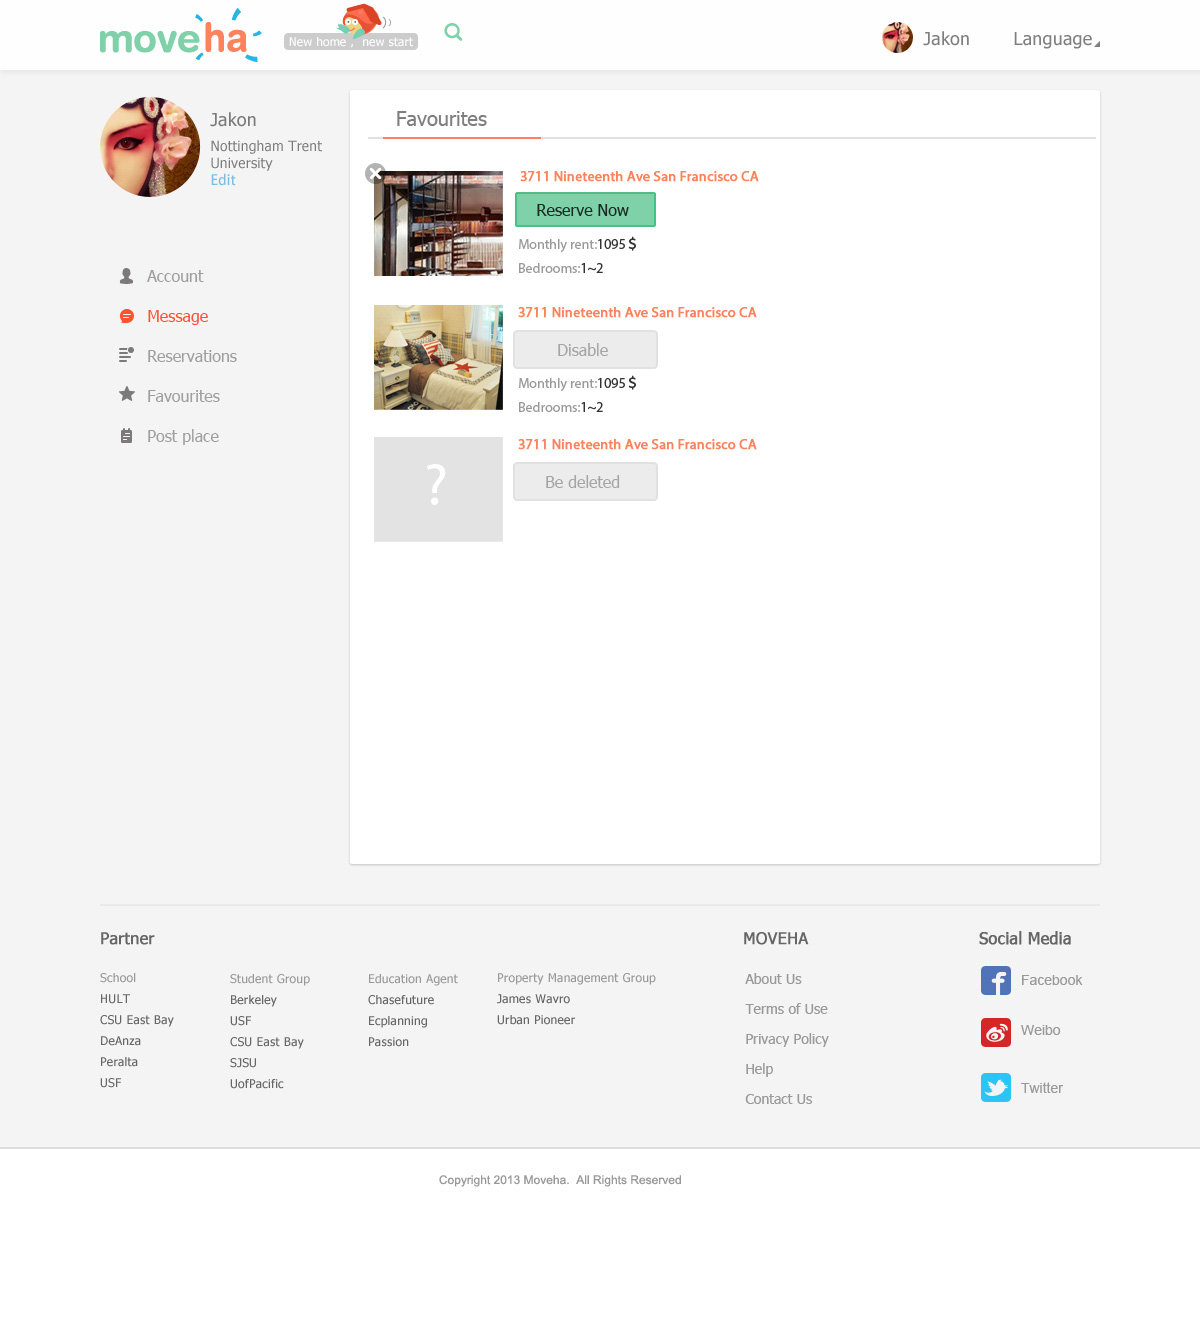 moveha
New home , new start
Jakon
Language
Jakon
Nottingham Trent
University
Edit
Account
Message
Reservations
Favourites
Post place
Favourites
3711 Nineteenth Ave San Francisco CA
Reserve Now
Monthly rent:1095 $
Bedrooms:1~2
3711 Nineteenth Ave San Francisco CA
Disable
Monthly rent:1095 $
Bedrooms:1~2
?
3711 Nineteenth Ave San Francisco CA
Be deleted
Partner
School
HULT
CSU East Bay
DeAnza
Peralta
USF
Student Group
Berkeley
USF
CSU East Bay
SJSU
UofPacific
Education Agent
Chasefuture
Ecplanning
Passion
Property Management Group
James Wavro
Urban Pioneer
MOVEHA
About Us
Terms of Use
Privacy Policy
Help
Contact Us
Social Media
Facebook
Weibo
Twitter
Copyright 2013 Moveha. All Rights Reserved